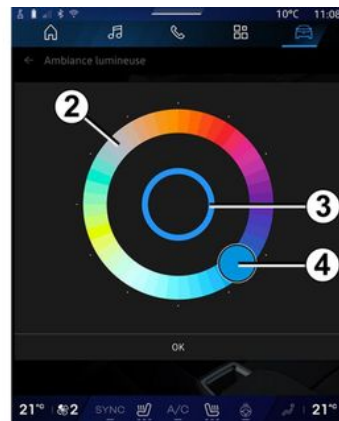 10°C 11:08
← Ambiance lumineuse
2
3
4
OK
21°C 2 SYNC A/C 21°C